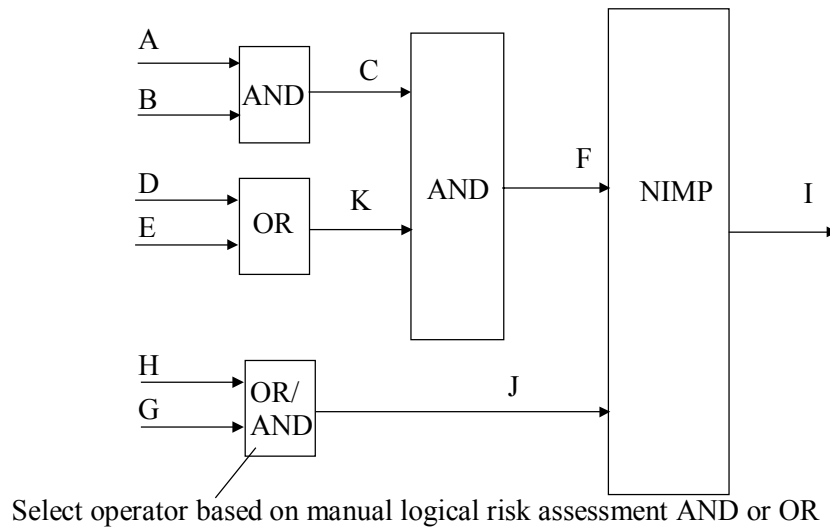 A
B
AND
C
D
E
OR
K
AND
F
NIMP
I
H
G
OR/
AND
J
Select operator based on manual logical risk assessment AND or OR